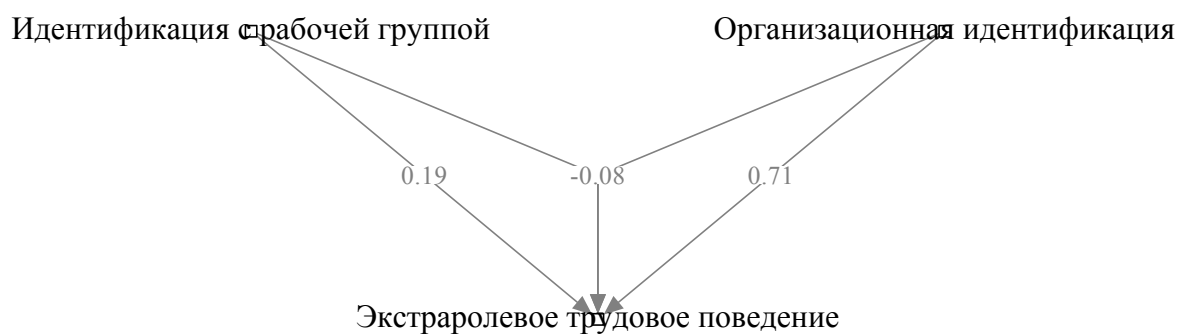 Идентификация с рабочей группой
Организационная идентификация
0.19
-0.08
0.71
Экстраролевое трудовое поведение